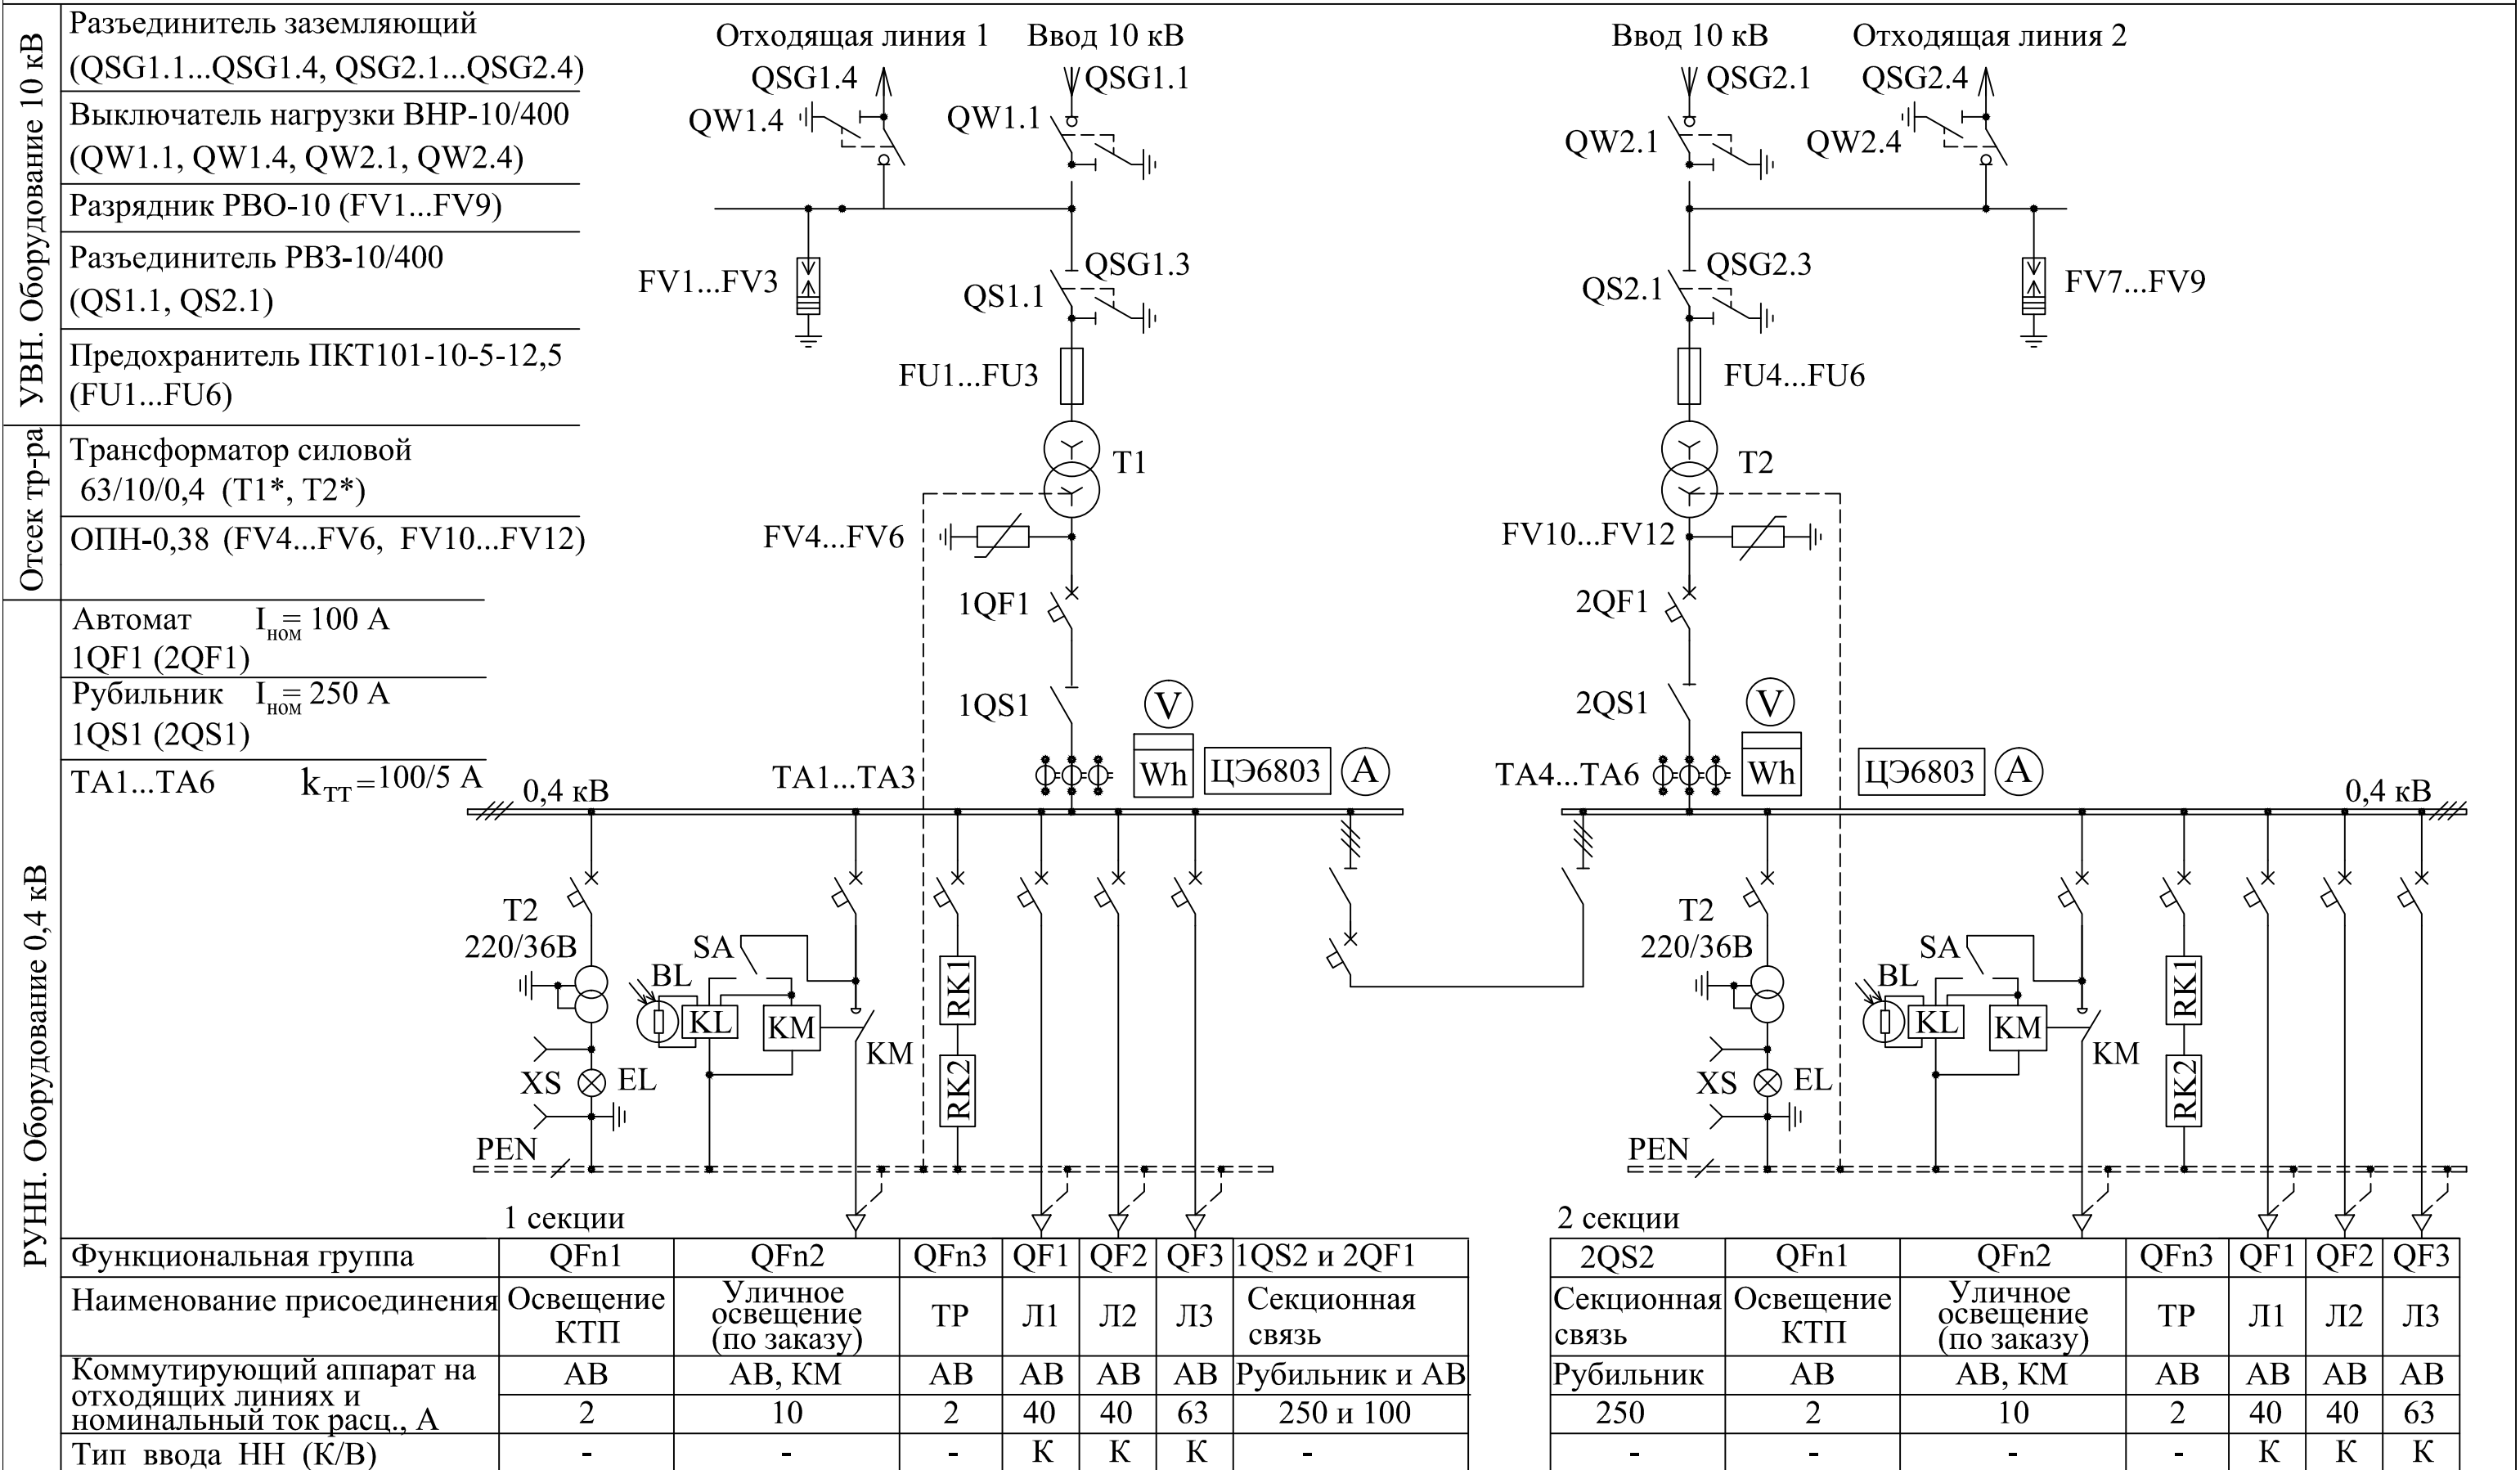 УВН. Оборудование 10 кВ
Разъединитель заземляющий
(QSG1.1...QSG1.4, QSG2.1...QSG2.4)
Выключатель нагрузки ВНР-10/400
(QW1.1, QW1.4, QW2.1, QW2.4)
Разрядник РВО-10 (FV1...FV9)
Разъединитель РВЗ-10/400
(QS1.1, QS2.1)
Предохранитель ПКТ101-10-5-12,5
(FU1...FU6)
Отсек тр-ра
Трансформатор силовой
63/10/0,4 (Т1*, Т2*)
ОПН-0,38 (FV4...FV6, FV10...FV12)
РУНН. Оборудование 0,4 кВ
Автомат Iном= 100 А
1QF1 (2QF1)
Рубильник Iном= 250 А
1QS1 (2QS1)
ТА1...ТА6 kТТ=100/5 А
Отходящая линия 1
Ввод 10 кВ
QSG1.4
QSG1.1
QW1.4
QW1.1
FV1...FV3
QSG1.3
QS1.1
FU1...FU3
Т1
FV4...FV6
1QF1
1QS1
V
Wh
ЦЭ6803
А
ТА1...ТА3
0,4 кВ
Т2
220/36В
SA
BL
KL
KM
KM
RK1
RK2
XS
EL
PEN
1 секции
Ввод 10 кВ
Отходящая линия 2
QSG2.1
QSG2.4
QW2.1
QW2.4
QSG2.3
QS2.1
FV7...FV9
FU4...FU6
Т2
FV10...FV12
2QF1
2QS1
V
Wh
ЦЭ6803
А
ТА4...ТА6
0,4 кВ
Т2
220/36В
SA
BL
KL
KM
KM
RK1
RK2
XS
EL
PEN
2 секции
Функциональная группа QFn1 QFn2 QFn3 QF1 QF2 QF3 1QS2 и 2QF1 2QS2 QFn1 QFn2 QFn3 QF1 QF2 QF3
Наименование присоединения Освещение КТП Уличное освещение (по заказу) ТР Л1 Л2 Л3 Секционная связь Секционная связь Освещение КТП Уличное освещение (по заказу) ТР Л1 Л2 Л3
Коммутирующий аппарат на АВ АВ, КМ АВ АВ АВ АВ Рубильник и АВ Рубильник АВ АВ, КМ АВ АВ АВ АВ
отходящих линиях и
номинальный ток расц., А 2 10 2 40 40 63 250 и 100 250 2 10 2 40 40 63
Тип ввода НН (К/В) - - - К К К - - - - - К К К